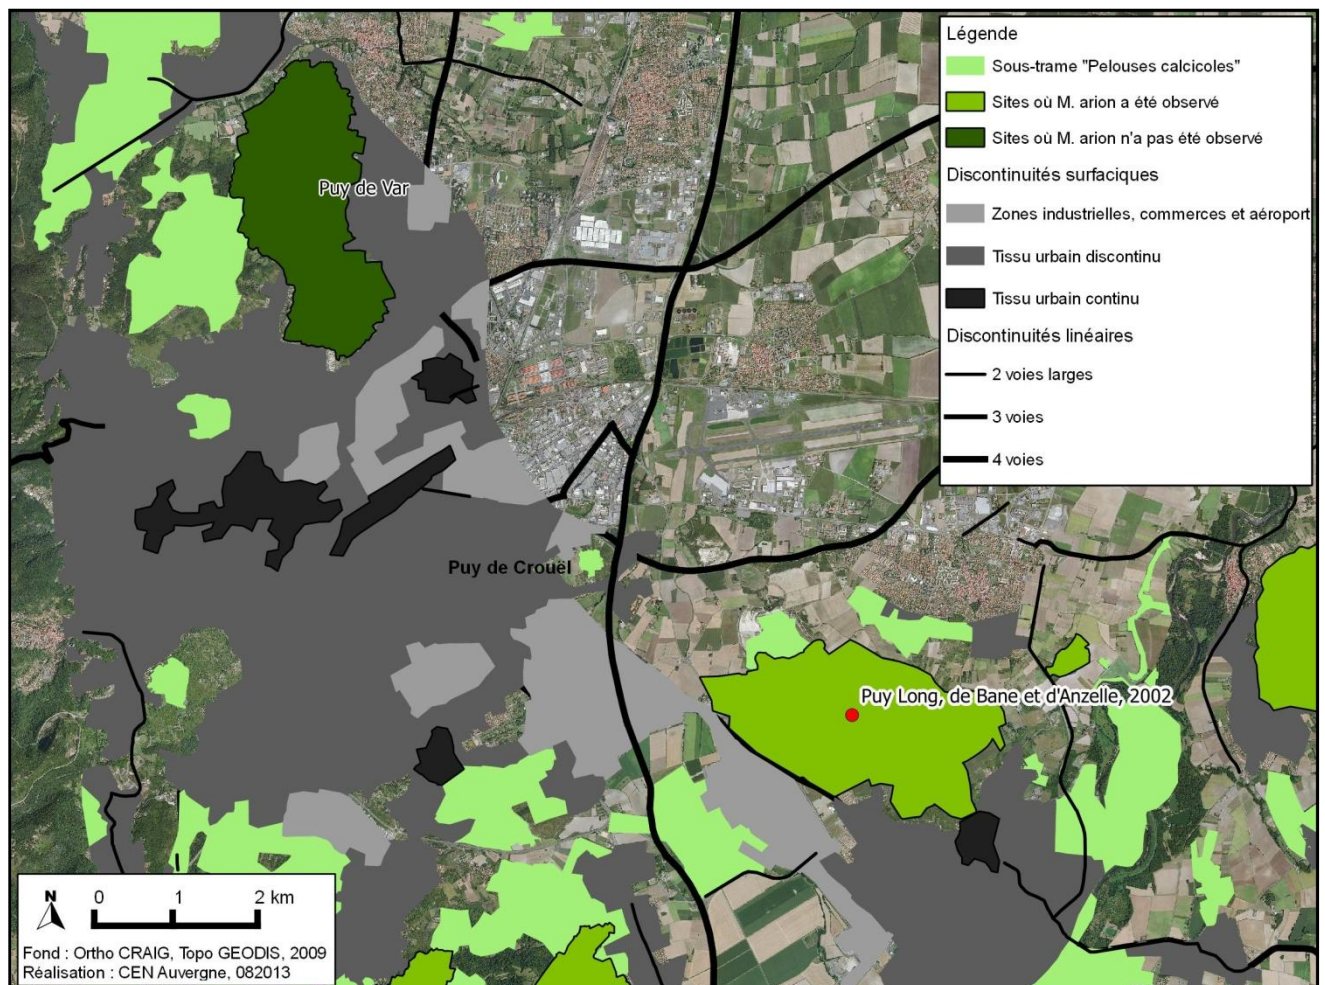 Légende
Sous-trame "Pelouses calcicoles"
Sites où M. arion a été observé
Sites où M. arion n'a pas été observé
Discontinuités surfaciques
Zones industrielles, commerces et aéroport
Tissu urbain discontinu
Tissu urbain continu
Discontinuités linéaires
2 voies larges
3 voies
4 voies
Puy de Var
Puy de Crouël
Puy Long, de Bane et d'Anzelle, 2002
N
0 1 2 km
Fond : Ortho CRAIG, Topo GEODIS, 2009
Réalisation : CEN Auvergne, 082013